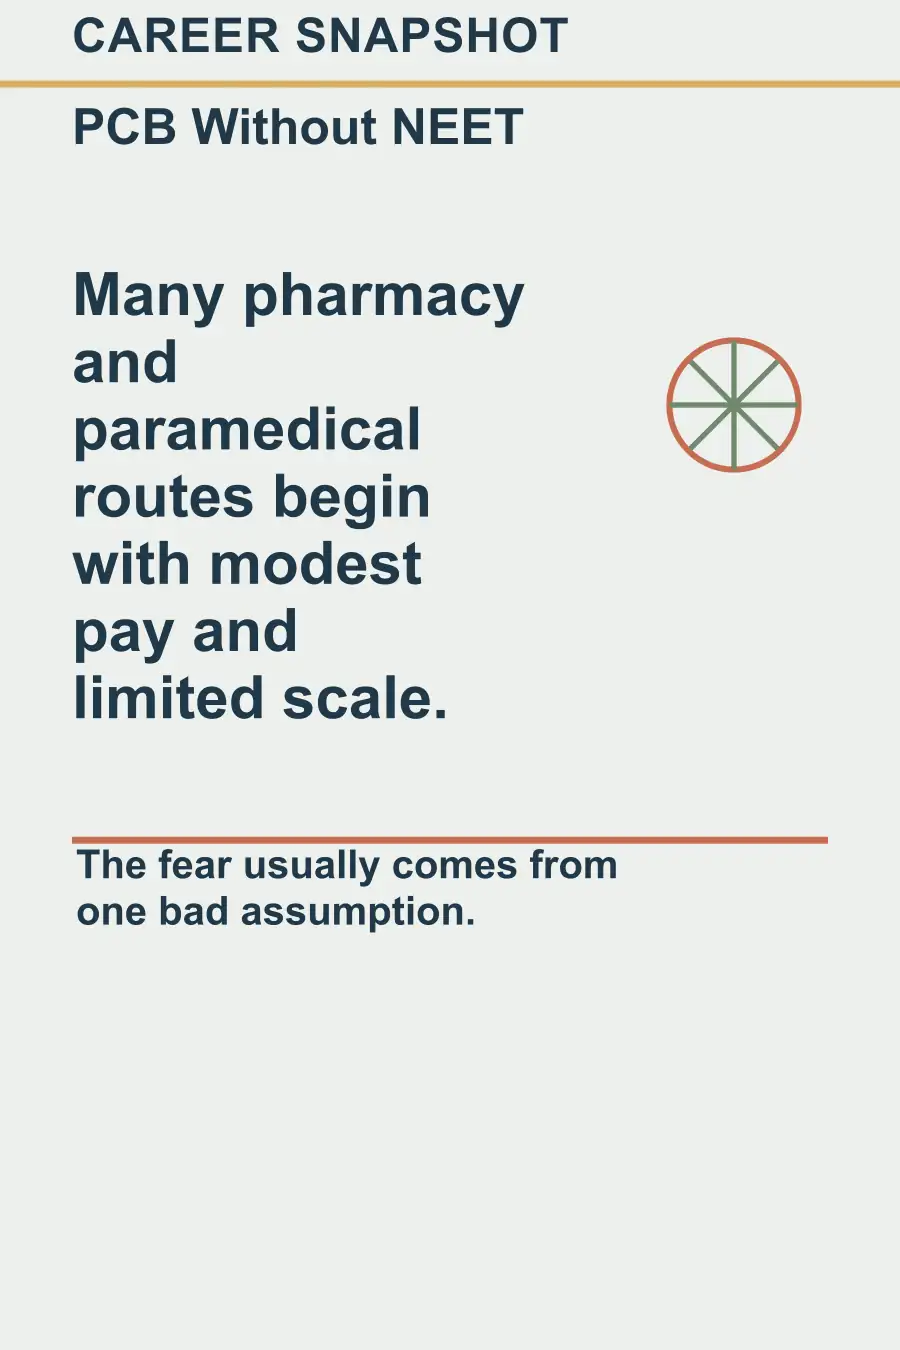 CAREER SNAPSHOT
PCB Without NEET
Many pharmacy
and
paramedical
routes begin
with modest
pay and
limited scale.
The fear usually comes from
one bad assumption.